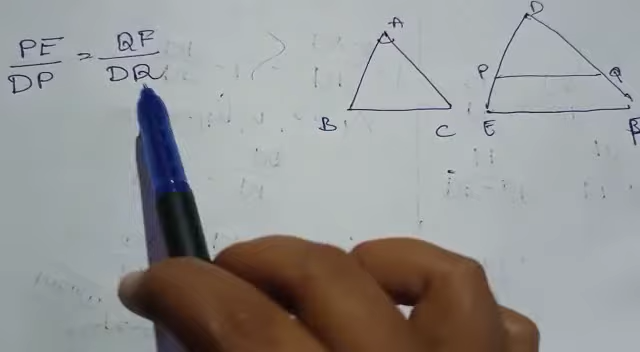 PE/DP = QF/DQ
A
B C
D
P Q
E F